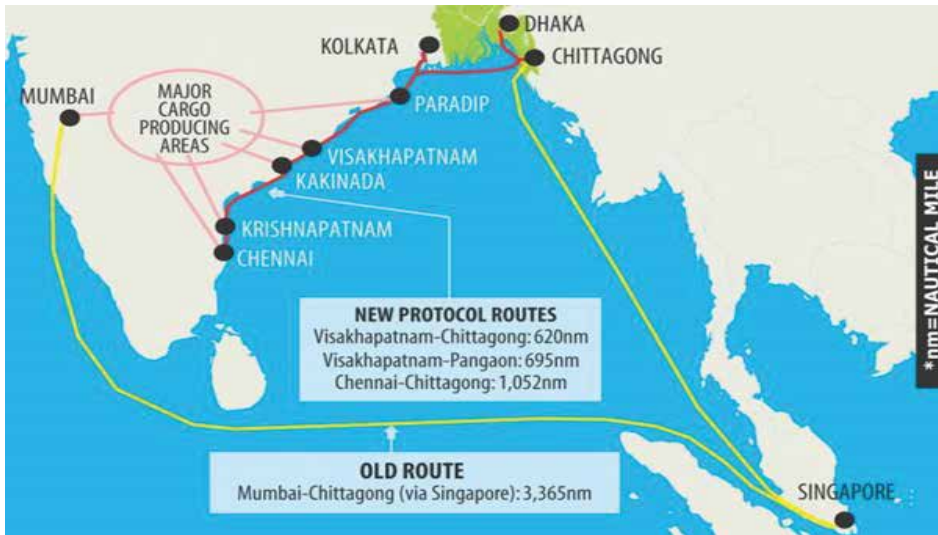 DHAKA
KOLKATA
CHITTAGONG
MUMBAI
MAJOR
CARGO
PRODUCING
AREAS
PARADIP
VISAKHAPATNAM
KAKINADA
KRISHNAPATNAM
CHENNAI
NEW PROTOCOL ROUTES
Visakhapatnam-Chittagong: 620nm
Visakhapatnam-Pangaon: 695nm
Chennai-Chittagong: 1,052nm
OLD ROUTE
Mumbai-Chittagong (via Singapore): 3,365nm
SINGAPORE
*nm=NAUTICAL MILE